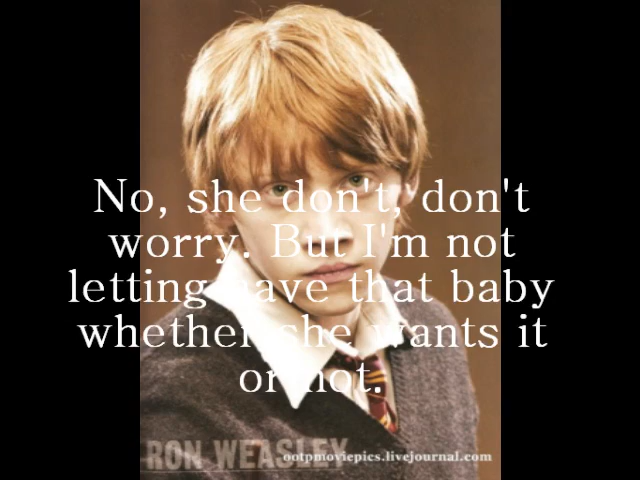 No, she don't, don't
worry. But I'm not
letting have that baby
whether she wants it
or not.
RON WEASLEY
ootpmoviepics.livejournal.com